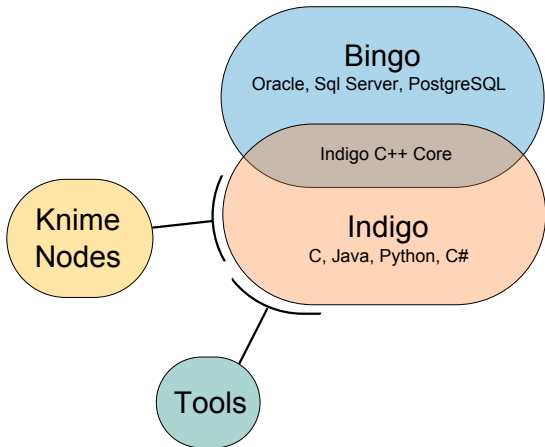 Bingo
Oracle, Sql Server, PostgreSQL
Indigo C++ Core
Knime
Nodes
Indigo
C, Java, Python, C#
Tools